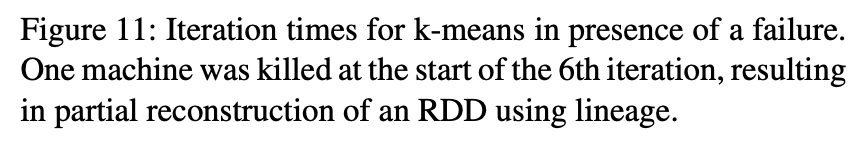 Figure 11: Iteration times for k-means in presence of a failure.
One machine was killed at the start of the 6th iteration, resulting
in partial reconstruction of an RDD using lineage.